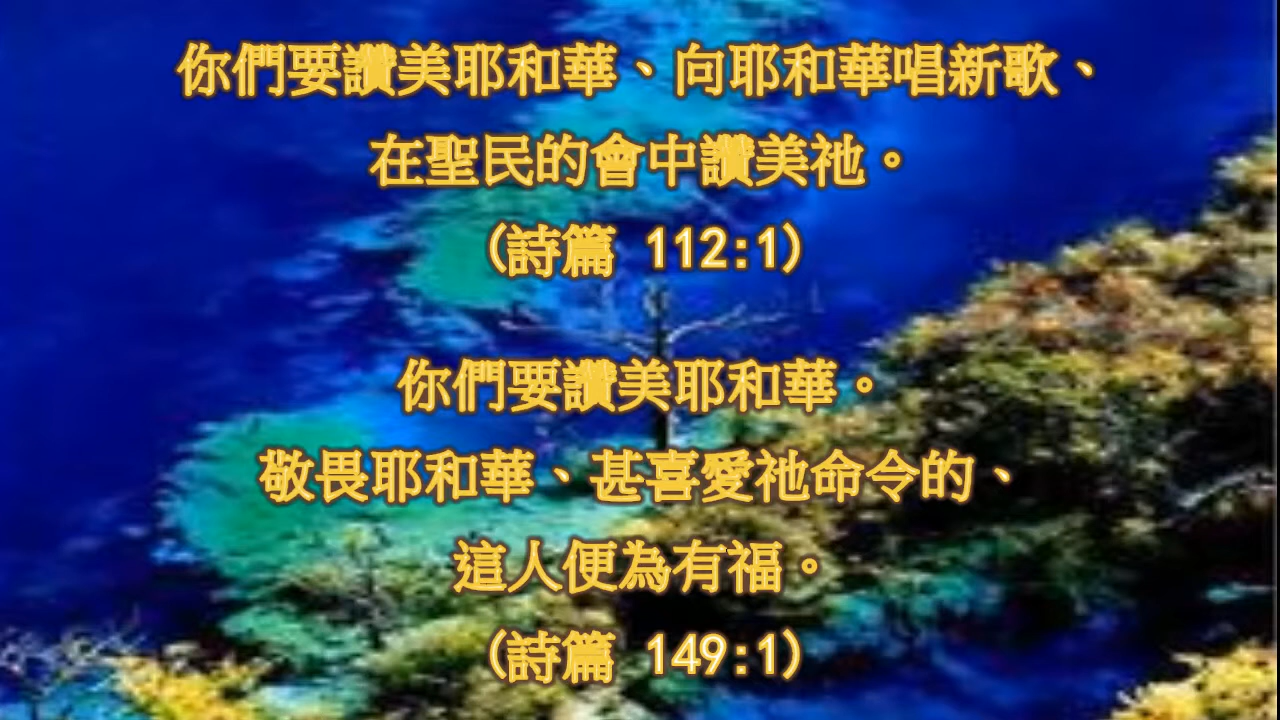 你們要讚美耶和華、向耶和華唱新歌、
在聖民的會中讚美祂。
(詩篇 112:1)
你們要讚美耶和華。
敬畏耶和華、甚喜愛祂命令的、
這人便為有福。
(詩篇 149:1)